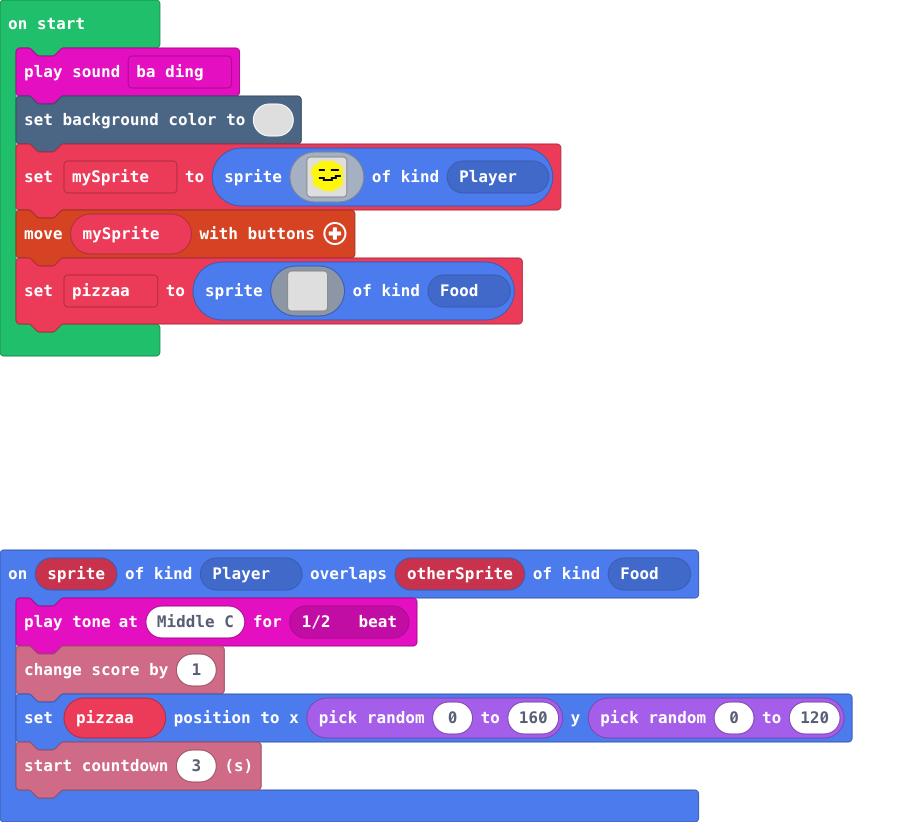 on start
play sound ba ding
set background color to
set mySprite to sprite of kind Player
move mySprite with buttons
set pizzaa to sprite of kind Food
on sprite of kind Player overlaps otherSprite of kind Food
play tone at Middle C for 1/2 beat
change score by 1
set pizzaa position to x pick random 0 to 160 y pick random 0 to 120
start countdown 3 (s)